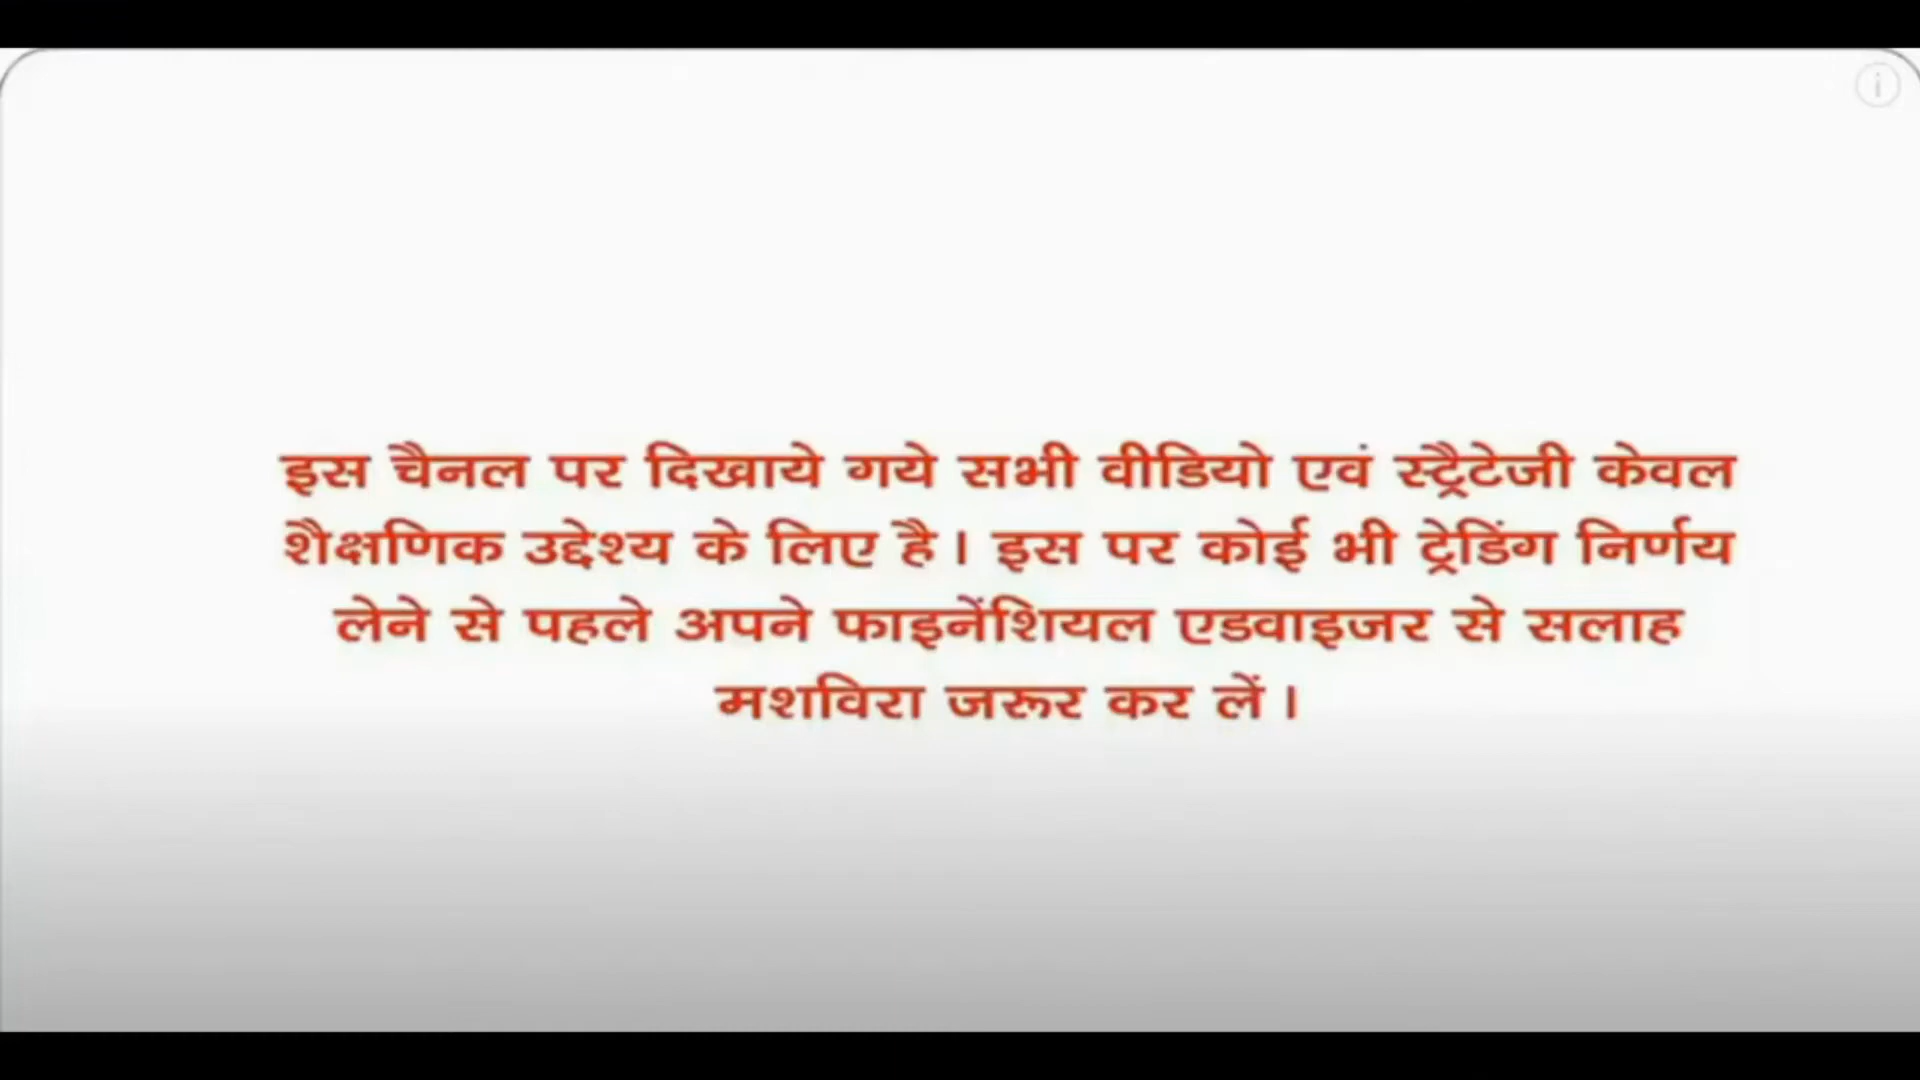 इस चैनल पर दिखाये गये सभी वीडियो एवं स्ट्रैटेजी केवल
शैक्षणिक उद्देश्य के लिए है। इस पर कोई भी ट्रेडिंग निर्णय
लेने से पहले अपने फाइनेंशियल एडवाइजर से सलाह
मशविरा जरूर कर लें।